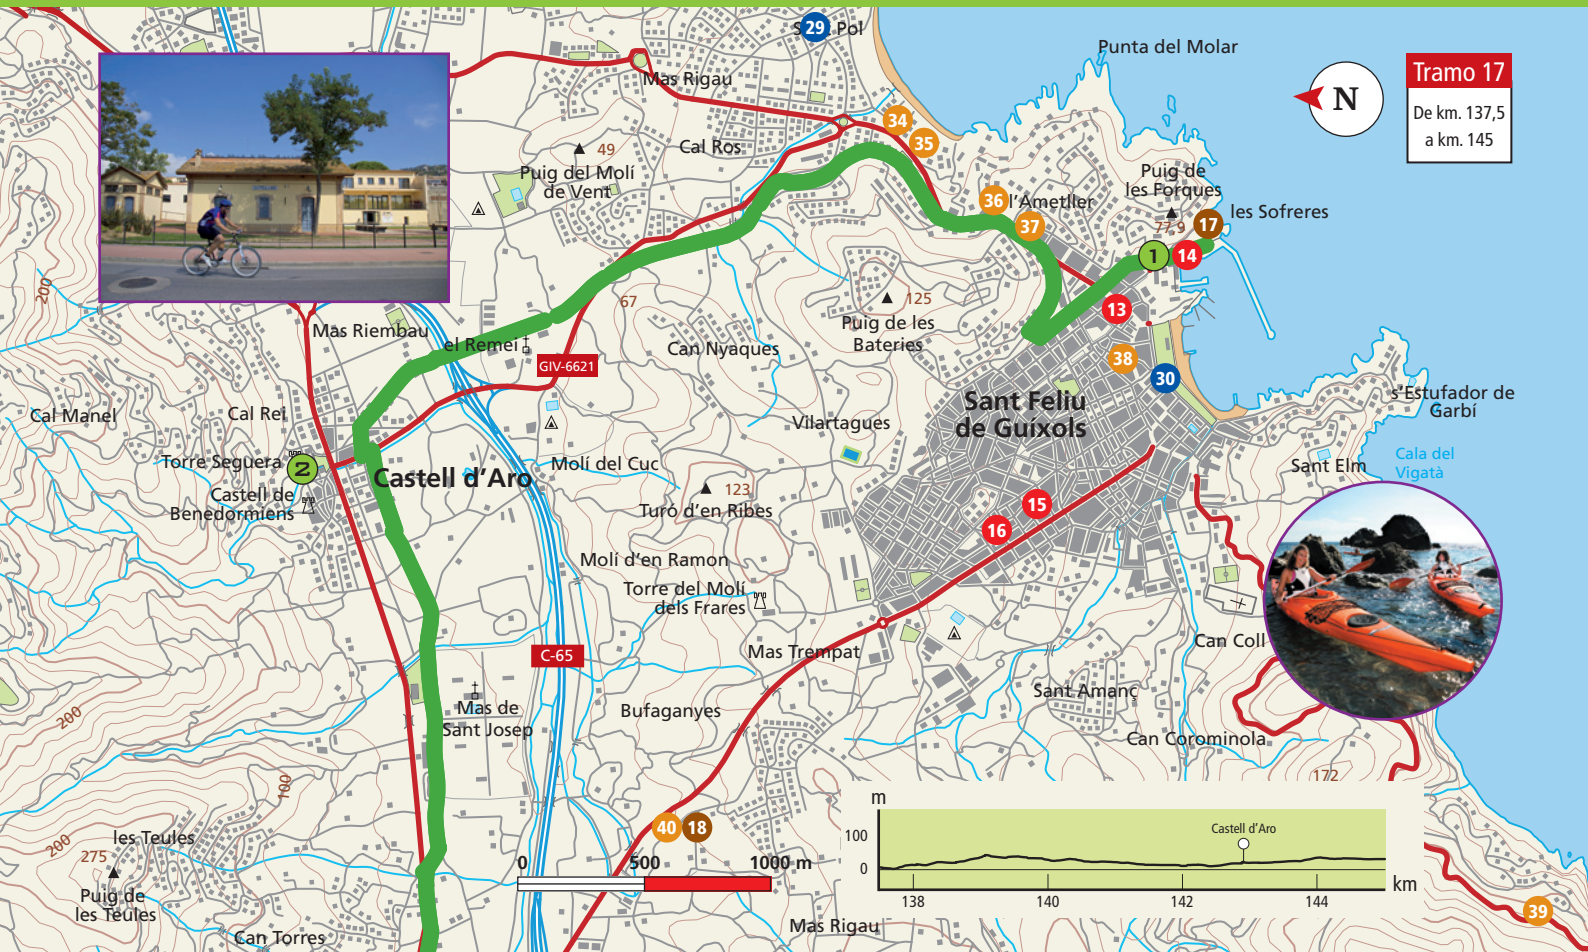 S' Pol
29
Punta del Molar
Tramo 17
De km. 137,5
a km. 145
N
Mas Rigau
34
35
Cal Ros
49
Puig del Molí
de Vent
Puig de
les Forques
36
l'Ametller
37
77,9
17
les Sofreres
1
14
200
67
125
Puig de les
Bateries
13
Mas Riembau
el Remei
GIV-6621
Can Nyaques
38
30
Cal Manel
Cal Rei
Vilartagues
Sant Feliu
de Guíxols
s'Estufador de
Garbí
Torre Seguera
2
Castell d'Aro
Molí del Cuc
Sant Elm
Cala del
Vigatà
Castell de
Benedormiens
123
Turó d'en Ribes
15
16
Molí d'en Ramon
Torre del Molí
dels Frares
Can Coll
C-65
Mas Trempat
Sant Amanç
200
Mas de
Sant Josep
Bufaganyes
Can Corominola
100
172
200
les Teules
275
Puig de
les Teules
Can Torres
40
18
0
500
1000 m
Mas Rigau
m
100
0
Castell d'Aro
138
140
142
144
km
39